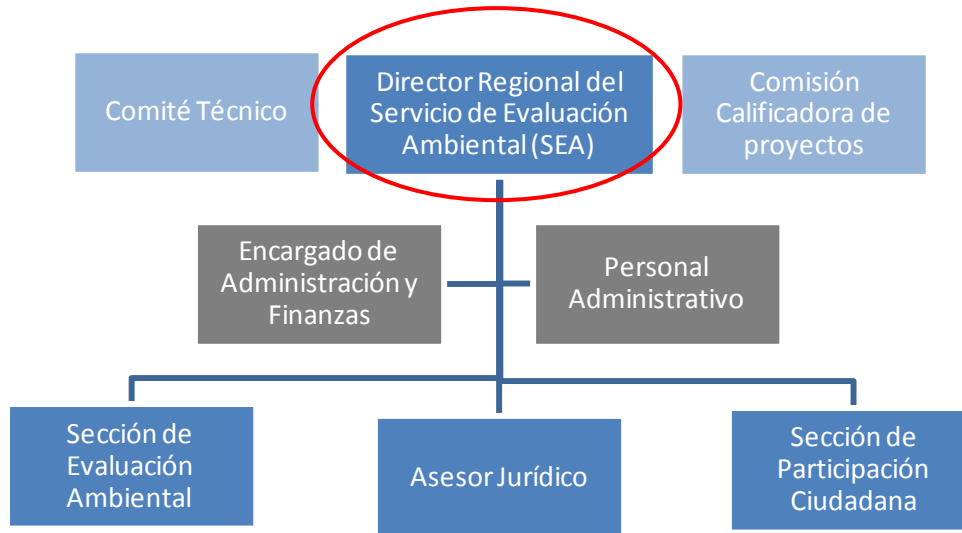 Comité Técnico
Director Regional del
Servicio de Evaluación
Ambiental (SEA)
Comisión
Calificadora de
proyectos
Encargado de
Administración y
Finanzas
Personal
Administrativo
Sección de
Evaluación
Ambiental
Asesor Jurídico
Sección de
Participación
Ciudadana